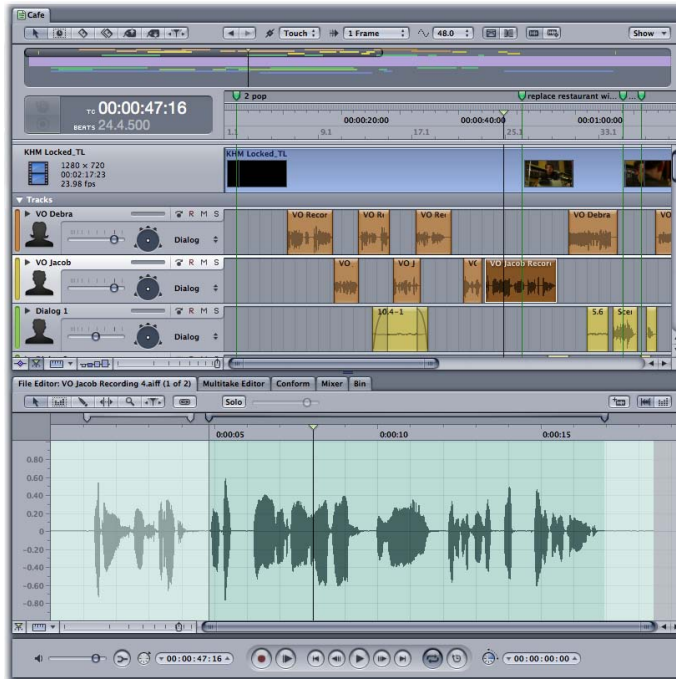 Cafe
Touch
1 Frame
48.0
Show
TC 00:00:47:16
BEATS 24.4.500
2 pop
replace restaurant wi...
...
00:00:20:00
00:00:40:00
00:01:00:00
1.1
9.1
17.1
25.1
33.1
KHM Locked_TL
1280 × 720
00:02:17:23
23.98 fps
KHM Locked_TL
Tracks
VO Debra
R M S
Dialog
VO Recor
VO Re
VO Rec
VO Debra
VO
VO Jacob
R M S
Dialog
VO
VO J
VO
VO Jacob Record
Dialog 1
R M S
Dialog
10.4-1
5.6
Scen
File Editor: VO Jacob Recording 4.aiff (1 of 2)
Multitake Editor
Conform
Mixer
Bin
Solo
0:00:05
0:00:10
0:00:15
0.80
0.60
0.40
0.20
0
-0.20
-0.40
-0.60
-0.80
00:00:47:16
00:00:00:00